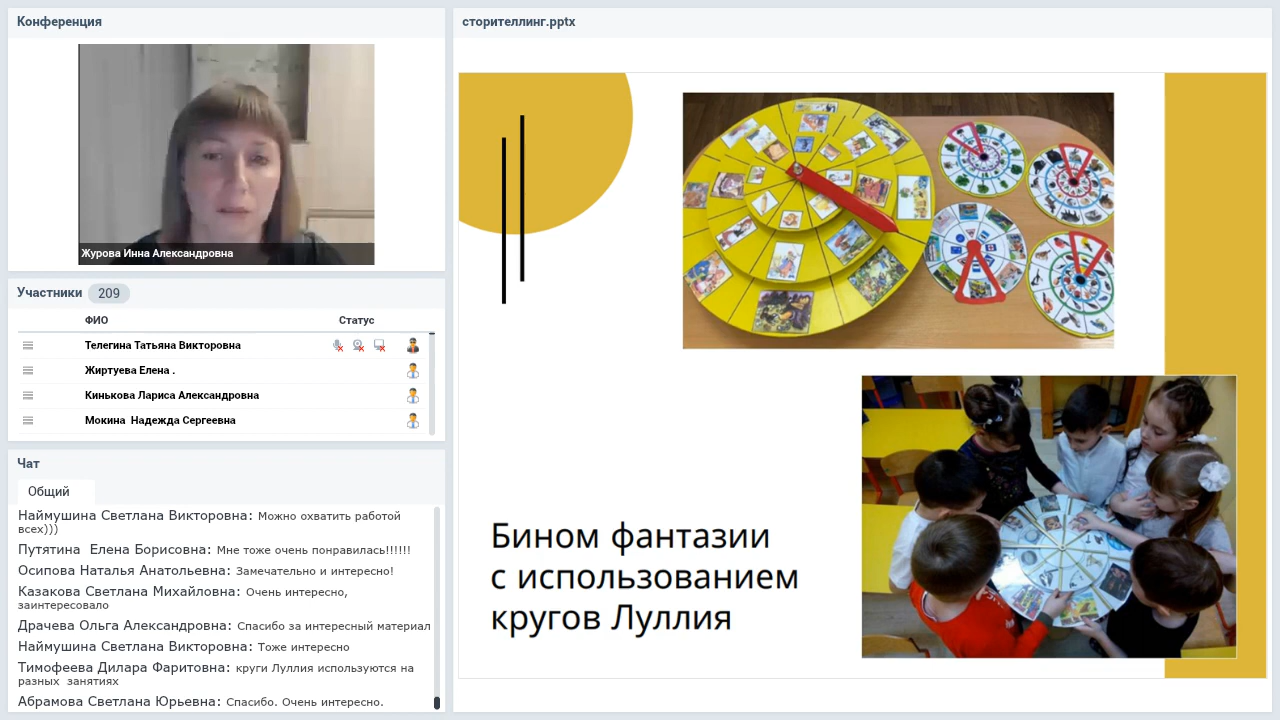 Конференция
Журова Инна Александровна
Участники 209
ФИО Статус
Телегина Татьяна Викторовна
Жиртуева Елена .
Кинькова Лариса Александровна
Мокина Надежда Сергеевна
Чат
Общий
Наймушина Светлана Викторовна: Можно охватить работой
всех)))
Путятина Елена Борисовна: Мне тоже очень понравилась!!!!!!
Осипова Наталья Анатольевна: Замечательно и интересно!
Казакова Светлана Михайловна: Очень интересно,
заинтересовало
Драчева Ольга Александровна: Спасибо за интересный материал
Наймушина Светлана Викторовна: Тоже интересно
Тимофеева Дилара Фаритовна: круги Луллия используются на
разных занятиях
Абрамова Светлана Юрьевна: Спасибо. Очень интересно.
сторителлинг.pptx
Бином фантазии
с использованием
кругов Луллия